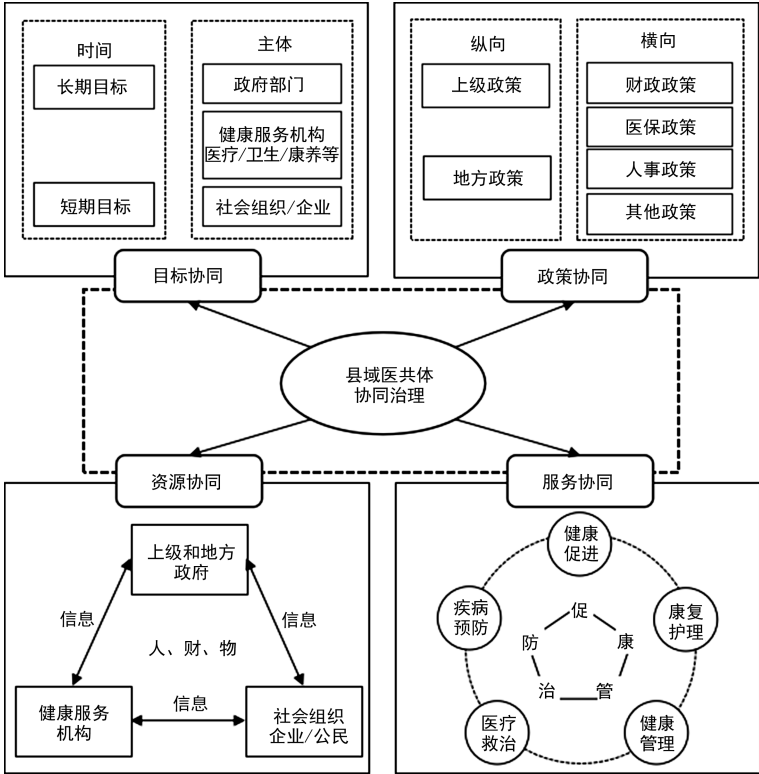 时间
长期目标
短期目标
主体
政府部门
健康服务机构
医疗/卫生/康养等
社会组织/企业
目标协同
纵向
上级政策
地方政策
横向
财政政策
医保政策
人事政策
其他政策
政策协同
县域医共体
协同治理
资源协同
上级和地方
政府
信息
信息
人、财、物
健康服务
机构
信息
社会组织
企业/公民
服务协同
健康
促进
疾病
预防
康复
护理
促
防
康
治
管
医疗
救治
健康
管理